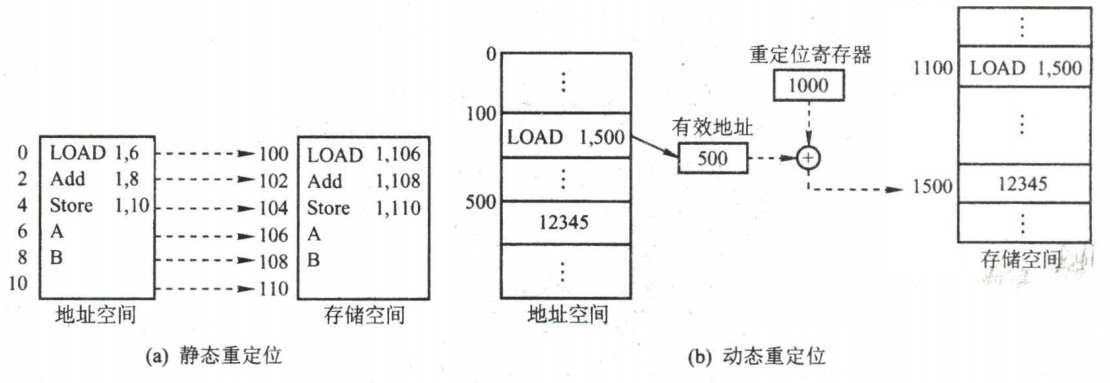 0 LOAD 1,6 100 LOAD 1,106
2 Add 1,8 102 Add 1,108
4 Store 1,10 104 Store 1,110
6 A 106 A
8 B 108 B
10 110
地址空间 存储空间
(a) 静态重定位
0
⋮
100
LOAD 1,500
⋮
500
12345
⋮
地址空间
有效地址
500
重定位寄存器
1000
+
⋮
1100 LOAD 1,500
⋮
1500 12345
⋮
存储空间
(b) 动态重定位